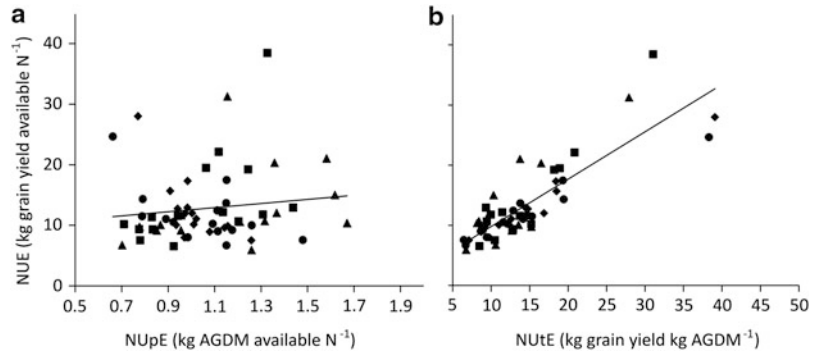 a
b
NUE (kg grain yield available N⁻¹)
40
30
20
10
0
0.5 0.7 0.9 1.1 1.3 1.5 1.7 1.9
5 10 15 20 25 30 35 40 45 50
NUpE (kg AGDM available N⁻¹)
NUtE (kg grain yield kg AGDM⁻¹)